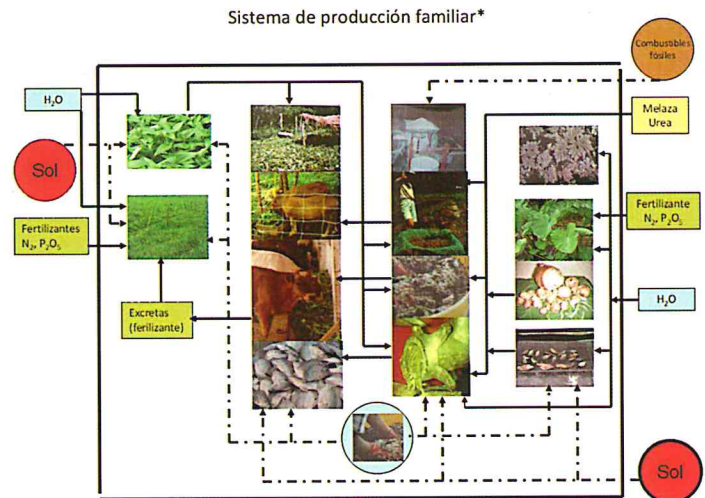 Sistema de producción familiar*
Combustibles
fósiles
H₂O
Melaza
Urea
Sol
Fertilizantes
N₂, P₂O₅
Fertilizante
N₂, P₂O₅
H₂O
Excretas
(ferilizante)
Sol